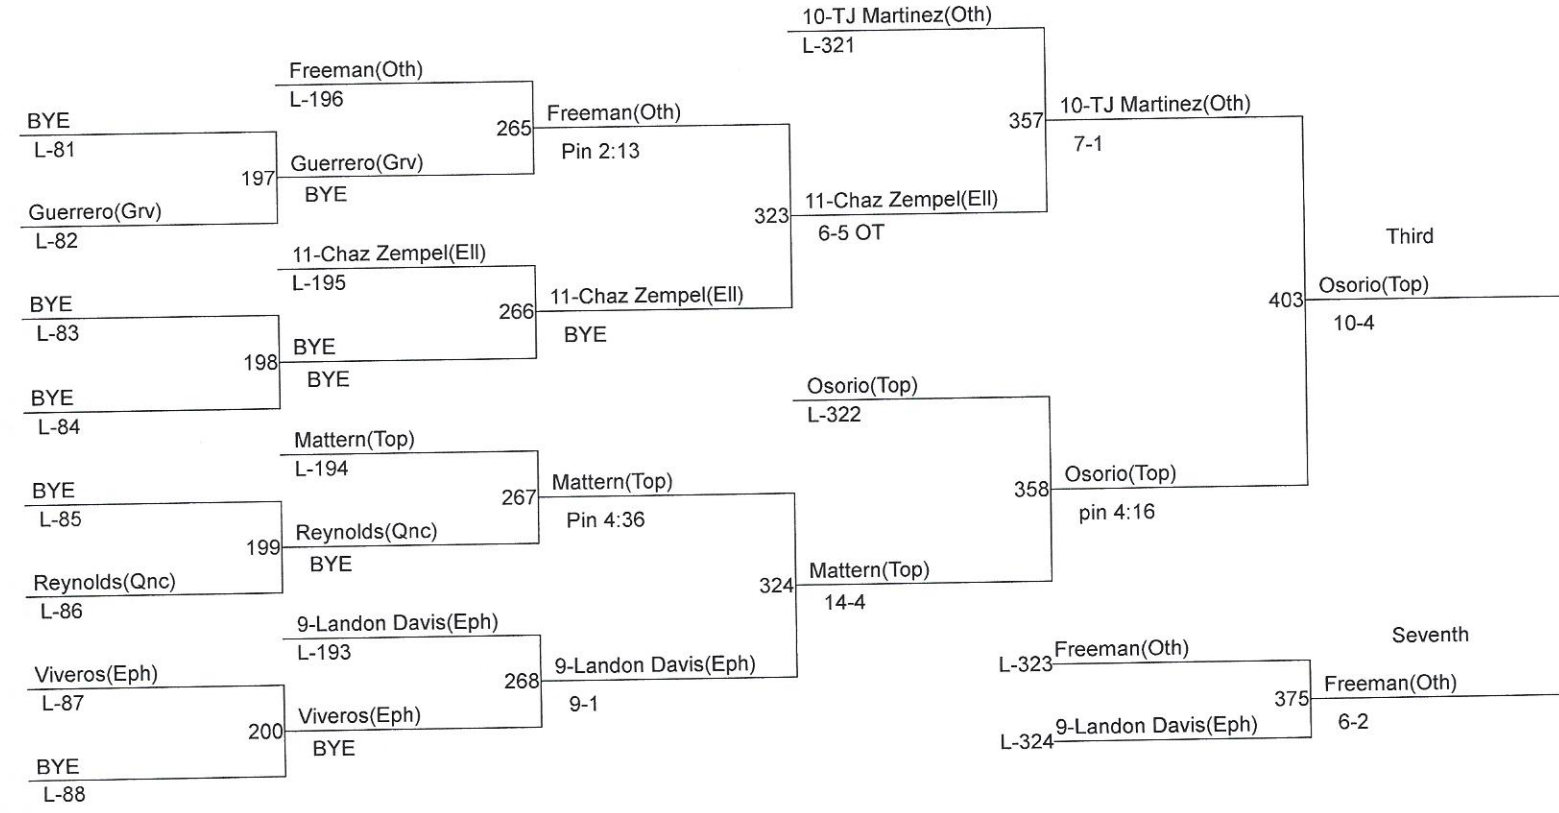 10-TJ Martinez(Oth)
L-321
Freeman(Oth)
L-196
BYE
L-81
265
Freeman(Oth)
Pin 2:13
357
10-TJ Martinez(Oth)
7-1
197
Guerrero(Grv)
BYE
Guerrero(Grv)
L-82
323
11-Chaz Zempel(Ell)
6-5 OT
11-Chaz Zempel(Ell)
L-195
Third
BYE
L-83
266
11-Chaz Zempel(Ell)
BYE
403
Osorio(Top)
10-4
198
BYE
BYE
BYE
L-84
Osorio(Top)
L-322
Mattern(Top)
L-194
BYE
L-85
267
Mattern(Top)
Pin 4:36
358
Osorio(Top)
pin 4:16
199
Reynolds(Qnc)
BYE
Reynolds(Qnc)
L-86
324
Mattern(Top)
14-4
9-Landon Davis(Eph)
L-193
Viveros(Eph)
L-87
268
9-Landon Davis(Eph)
9-1
Seventh
L-323
Freeman(Oth)
375
Freeman(Oth)
6-2
L-324
9-Landon Davis(Eph)
200
Viveros(Eph)
BYE
BYE
L-88